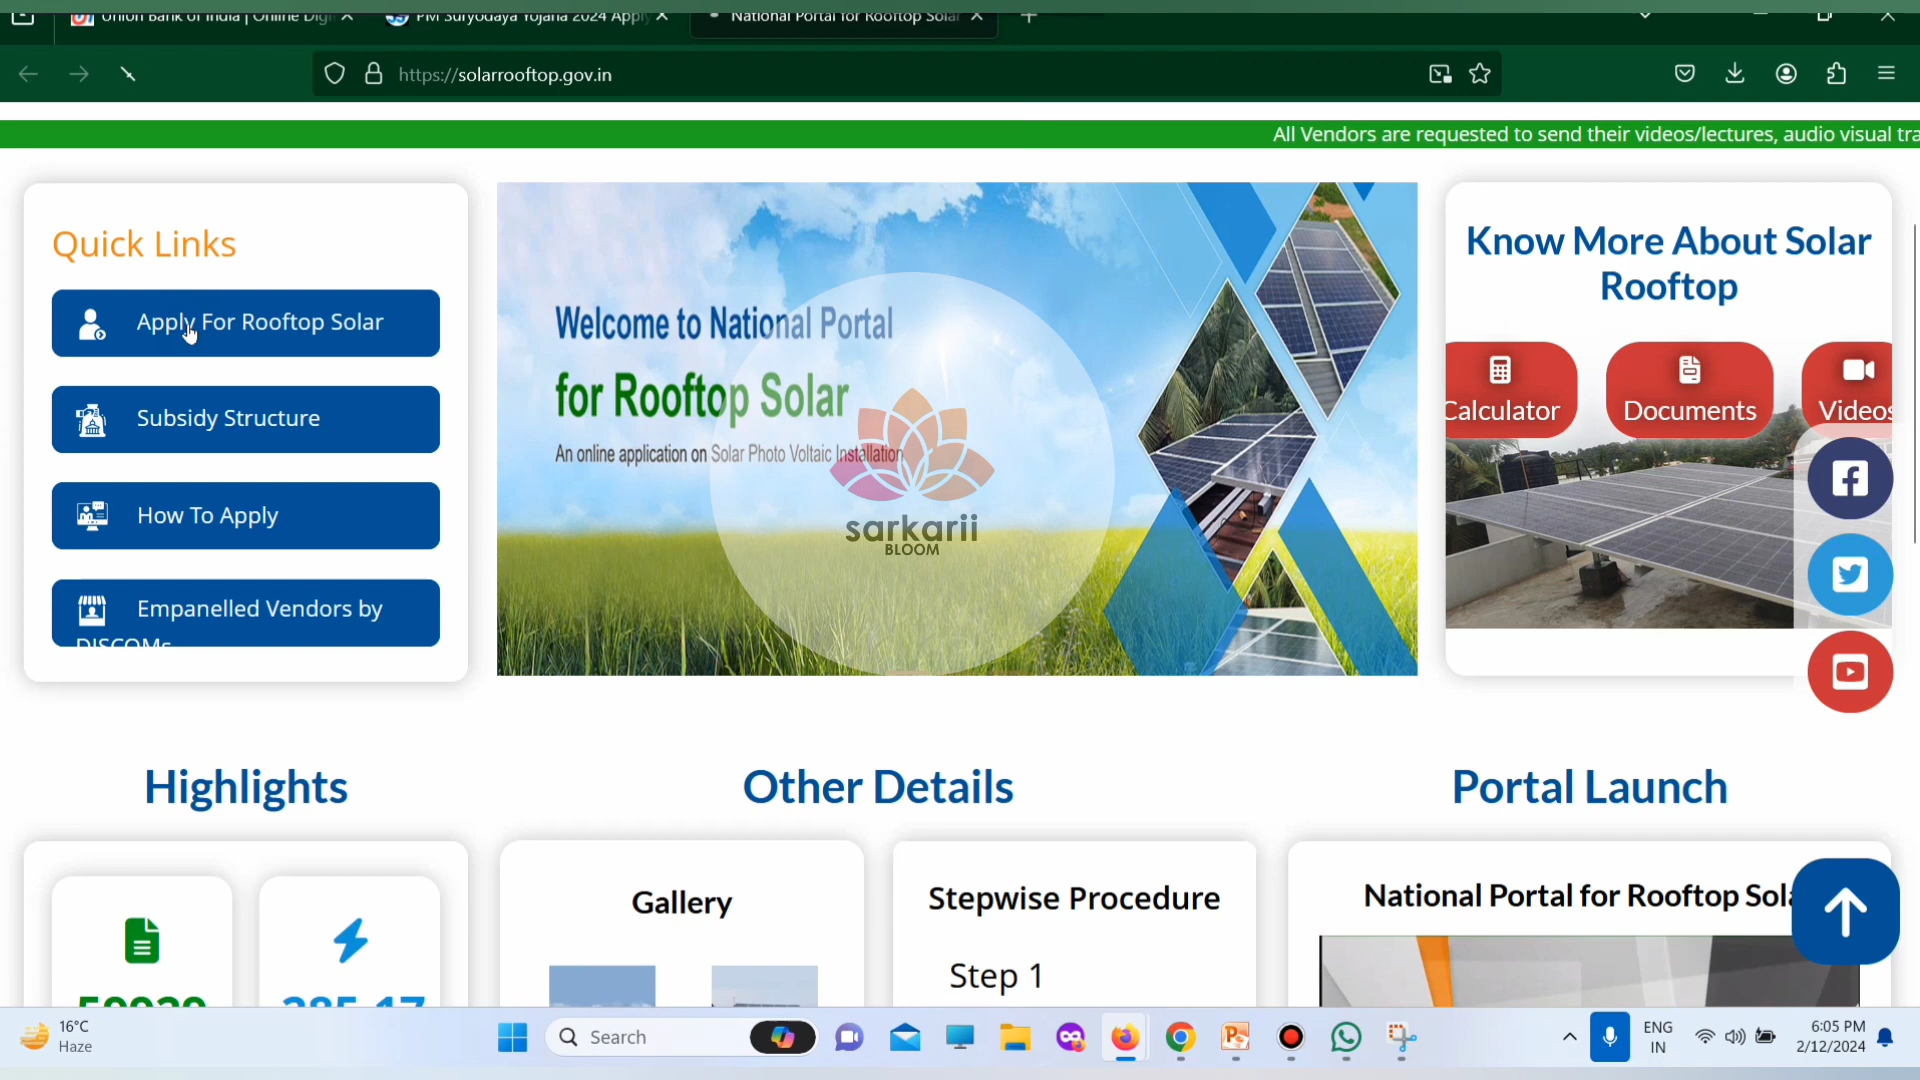 Union Bank of India | Online Digi
PM Suryodaya Yojana 2024 Apply
National Portal for Rooftop Solar
https://solarrooftop.gov.in
All Vendors are requested to send their videos/lectures, audio visual tra
Quick Links
Apply For Rooftop Solar
Subsidy Structure
How To Apply
Empanelled Vendors by
DISCOMs
Welcome to National Portal
for Rooftop Solar
An online application on Solar Photo Voltaic Installation
sarkarii
BLOOM
Know More About Solar
Rooftop
Calculator
Documents
Videos
Highlights
Other Details
Portal Launch
Gallery
Stepwise Procedure
Step 1
National Portal for Rooftop Sola
16°C
Haze
Search
ENG
IN
6:05 PM
2/12/2024